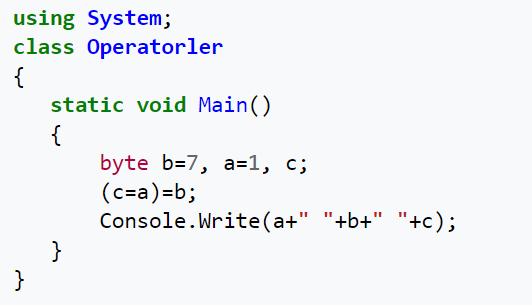 using System;
class Operatorler
{
   static void Main()
   {
       byte b=7, a=1, c;
       (c=a)=b;
       Console.Write(a+" "+b+" "+c);
   }
}